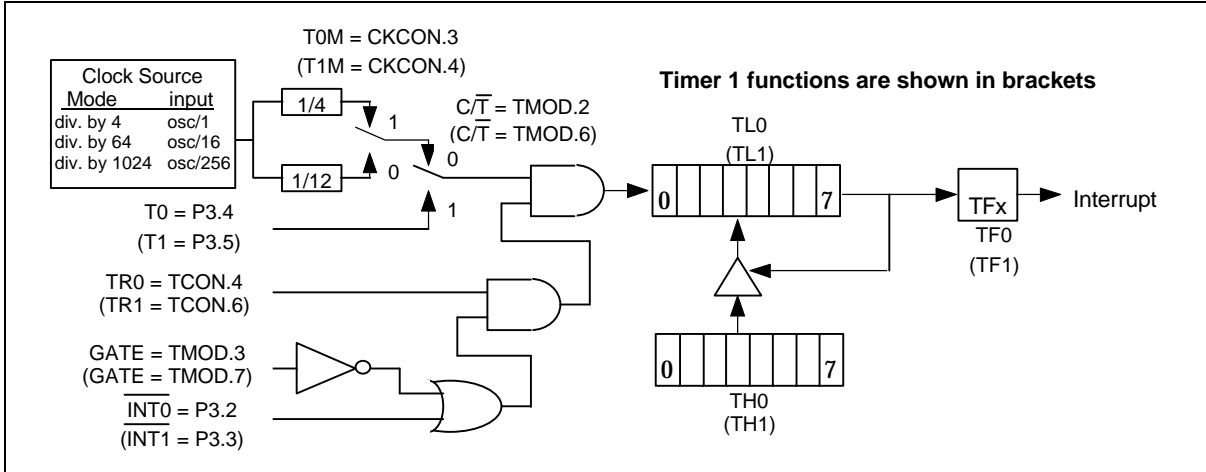 T0M = CKCON.3
(T1M = CKCON.4)
Timer 1 functions are shown in brackets
Clock Source
Mode input
div. by 4 osc/1
div. by 64 osc/16
div. by 1024 osc/256
1/4
1
0
1/12
C/T̅ = TMOD.2
(C/T̅ = TMOD.6)
0
1
T0 = P3.4
(T1 = P3.5)
TL0
(TL1)
0 7
TFx
Interrupt
TF0
(TF1)
TR0 = TCON.4
(TR1 = TCON.6)
GATE = TMOD.3
(GATE = TMOD.7)
I̅N̅T̅0̅ = P3.2
(I̅N̅T̅1̅ = P3.3)
0 7
TH0
(TH1)